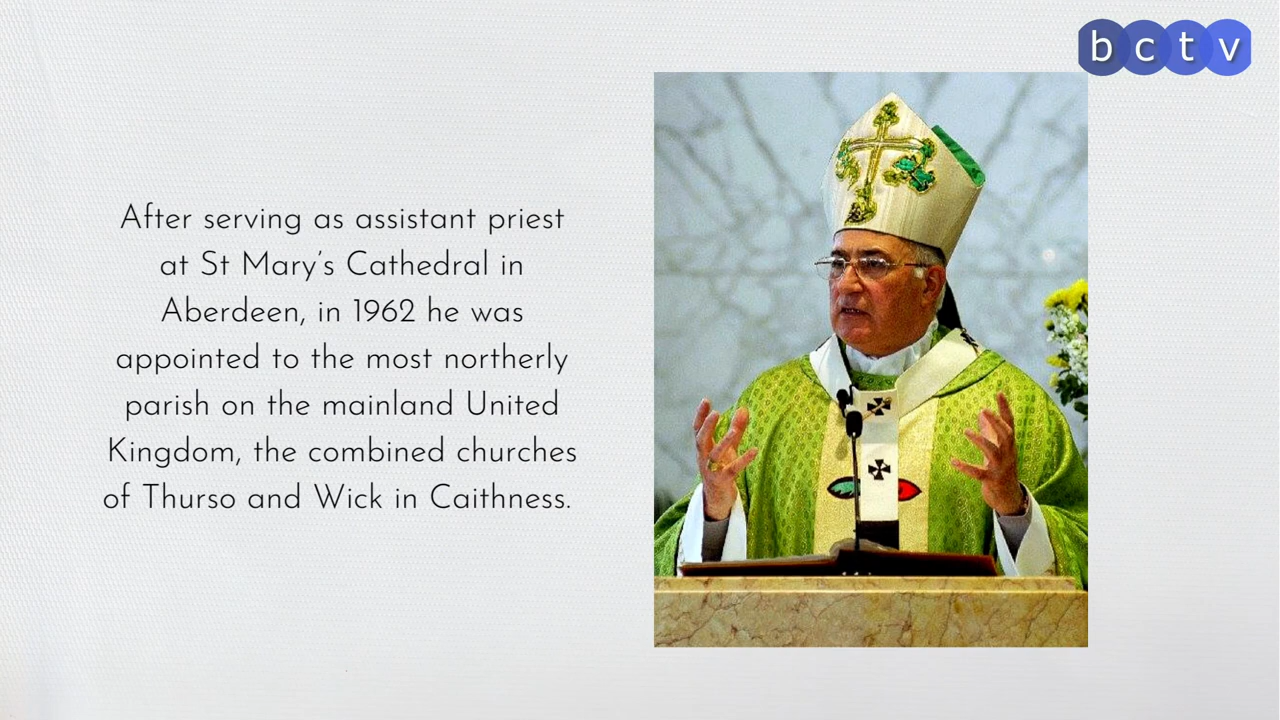 bctv
After serving as assistant priest
at St Mary's Cathedral in
Aberdeen, in 1962 he was
appointed to the most northerly
parish on the mainland United
Kingdom, the combined churches
of Thurso and Wick in Caithness.